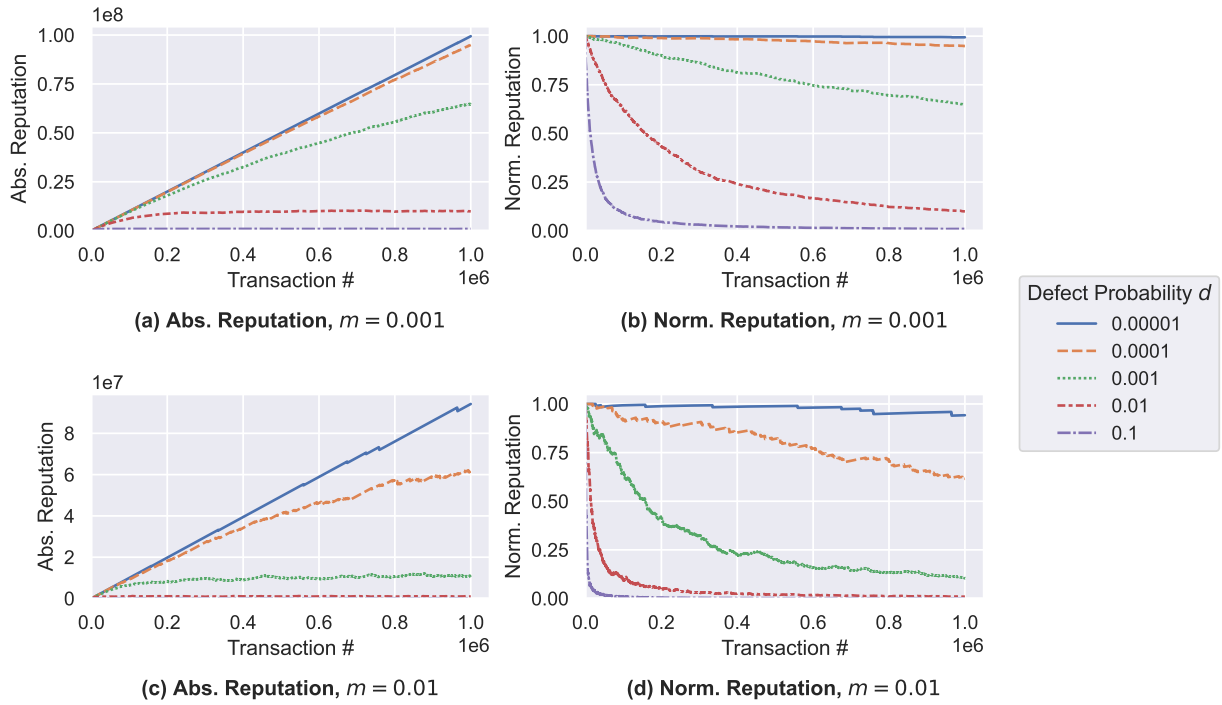 1e8
Abs. Reputation
1.00
0.75
0.50
0.25
0.00
0.0 0.2 0.4 0.6 0.8 1.0
Transaction #
1e6
(a) Abs. Reputation, m = 0.001
Norm. Reputation
1.00
0.75
0.50
0.25
0.00
0.0 0.2 0.4 0.6 0.8 1.0
Transaction #
1e6
(b) Norm. Reputation, m = 0.001
Defect Probability d
0.00001
0.0001
0.001
0.01
0.1
1e7
Abs. Reputation
8
6
4
2
0
0.0 0.2 0.4 0.6 0.8 1.0
Transaction #
1e6
(c) Abs. Reputation, m = 0.01
Norm. Reputation
1.00
0.75
0.50
0.25
0.00
0.0 0.2 0.4 0.6 0.8 1.0
Transaction #
1e6
(d) Norm. Reputation, m = 0.01